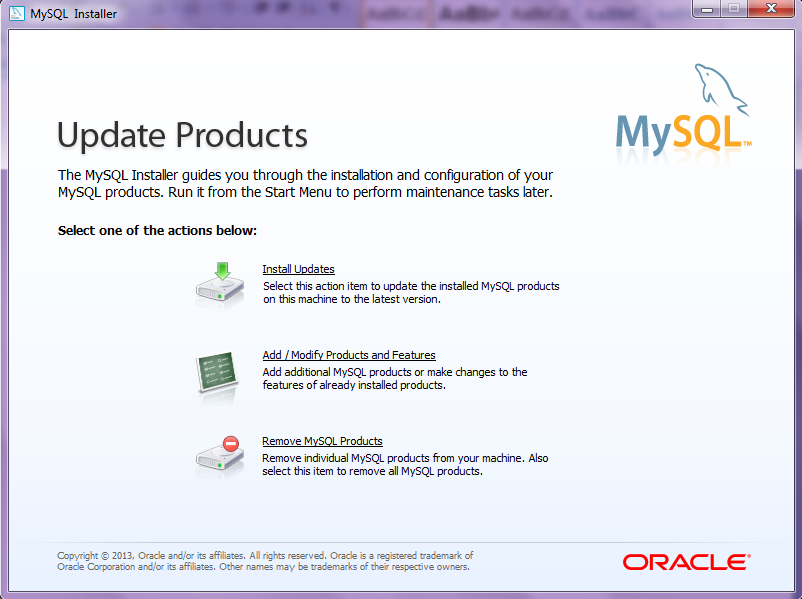 MySQL Installer
MySQL™
Update Products
The MySQL Installer guides you through the installation and configuration of your
MySQL products. Run it from the Start Menu to perform maintenance tasks later.
Select one of the actions below:
Install Updates
Select this action item to update the installed MySQL products
on this machine to the latest version.
Add / Modify Products and Features
Add additional MySQL products or make changes to the
features of already installed products.
Remove MySQL Products
Remove individual MySQL products from your machine. Also
select this item to remove all MySQL products.
Copyright © 2013, Oracle and/or its affiliates. All rights reserved. Oracle is a registered trademark of
Oracle Corporation and/or its affiliates. Other names may be trademarks of their respective owners.
ORACLE®